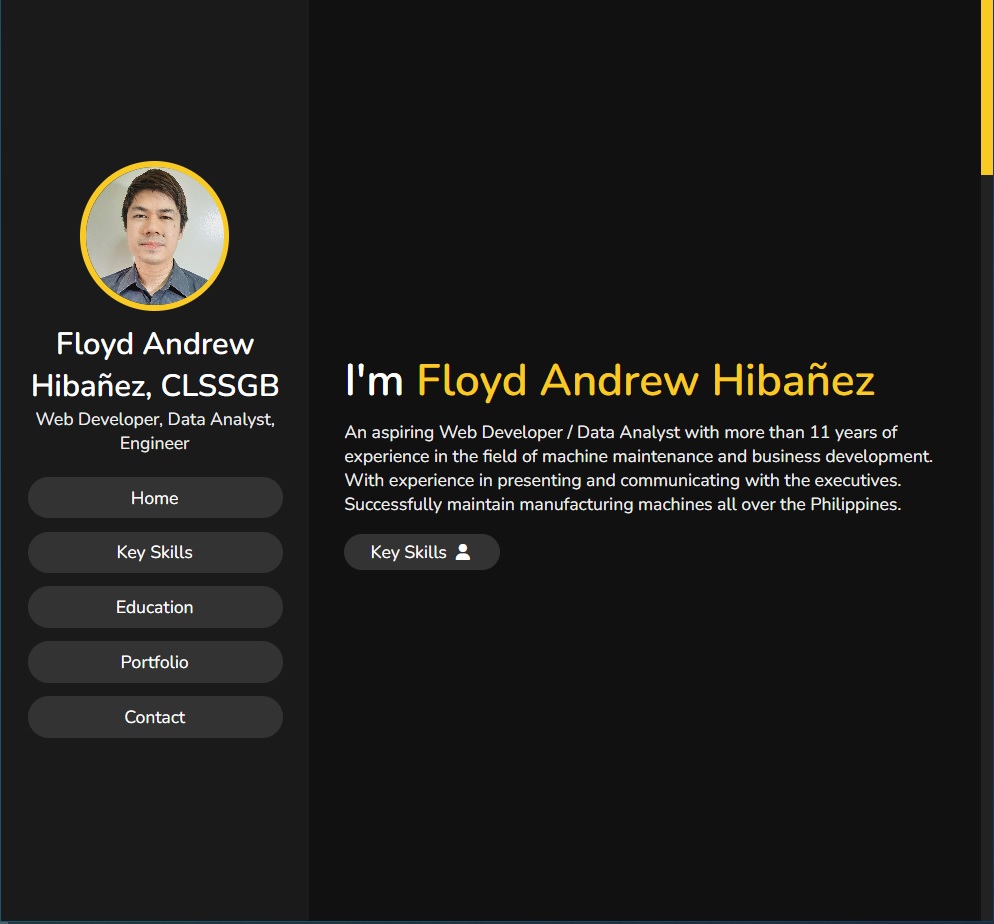 Floyd Andrew
Hibañez, CLSSGB
Web Developer, Data Analyst,
Engineer
Home
Key Skills
Education
Portfolio
Contact
I'm Floyd Andrew Hibañez
An aspiring Web Developer / Data Analyst with more than 11 years of
experience in the field of machine maintenance and business development.
With experience in presenting and communicating with the executives.
Successfully maintain manufacturing machines all over the Philippines.
Key Skills